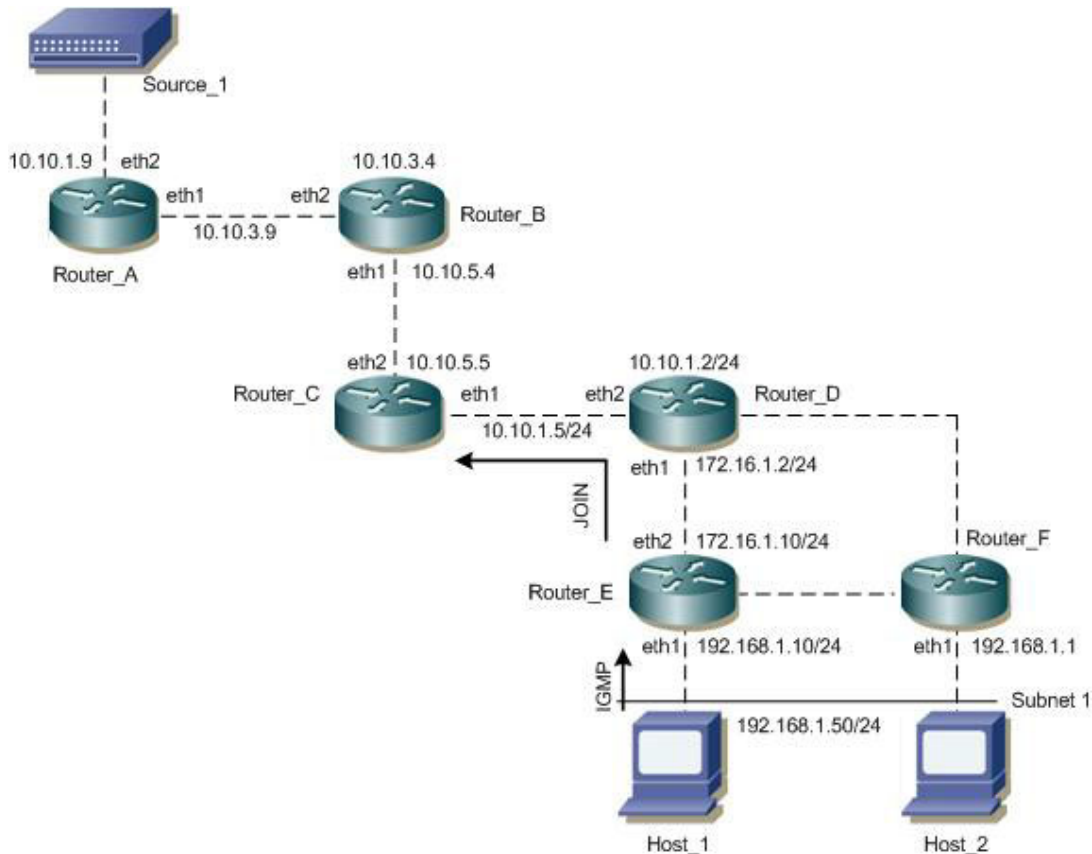 Source_1
10.10.1.9
eth2
10.10.3.4
eth1
eth2
Router_B
10.10.3.9
Router_A
eth1
10.10.5.4
eth2
10.10.5.5
10.10.1.2/24
Router_C
eth1
eth2
Router_D
10.10.1.5/24
eth1
172.16.1.2/24
JOIN
eth2
172.16.1.10/24
Router_F
Router_E
eth1
192.168.1.10/24
eth1
192.168.1.1
IGMP
Subnet 1
192.168.1.50/24
Host_1
Host_2